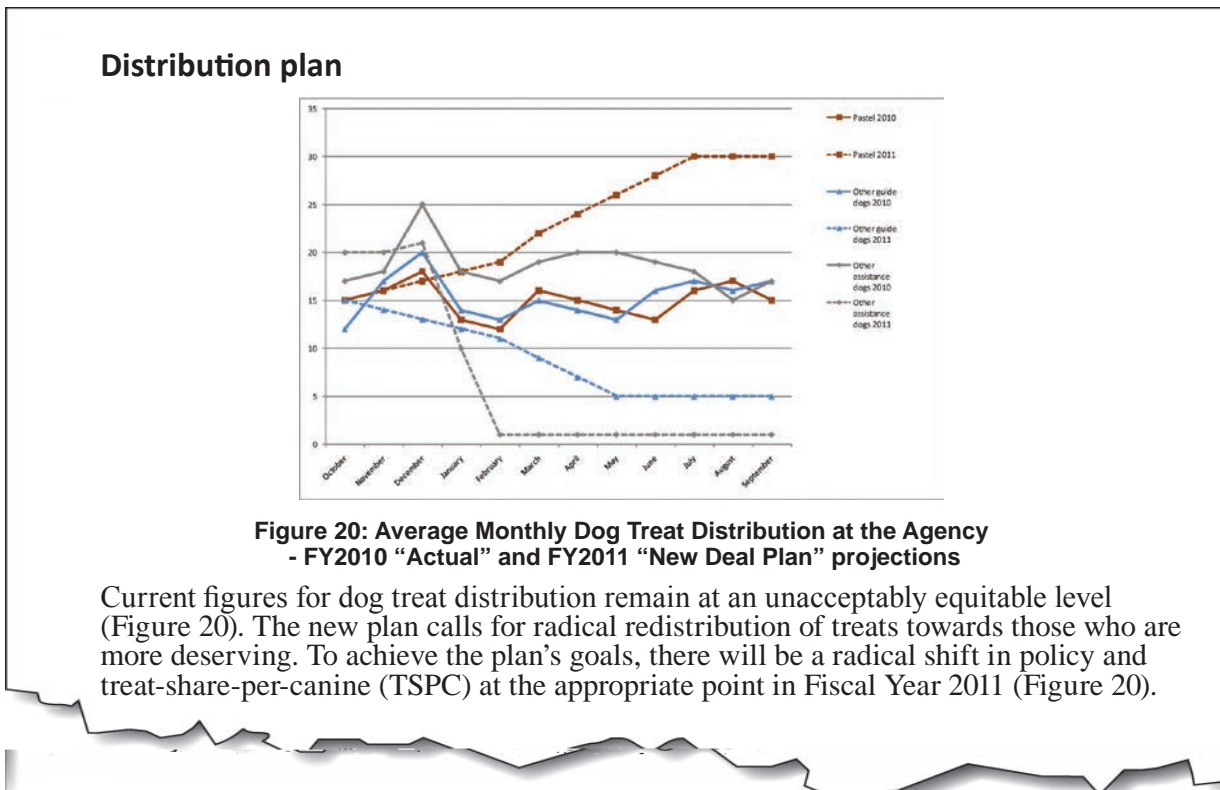 Distribution plan
35
30
25
20
15
10
5
0
October
November
December
January
February
March
April
May
June
July
August
September
Pastel 2010
Pastel 2011
Other guide
dogs 2010
Other guide
dogs 2011
Other
assistance
dogs 2010
Other
assistance
dogs 2011
Figure 20: Average Monthly Dog Treat Distribution at the Agency
- FY2010 “Actual” and FY2011 “New Deal Plan” projections
Current figures for dog treat distribution remain at an unacceptably equitable level
(Figure 20). The new plan calls for radical redistribution of treats towards those who are
more deserving. To achieve the plan’s goals, there will be a radical shift in policy and
treat-share-per-canine (TSPC) at the appropriate point in Fiscal Year 2011 (Figure 20).